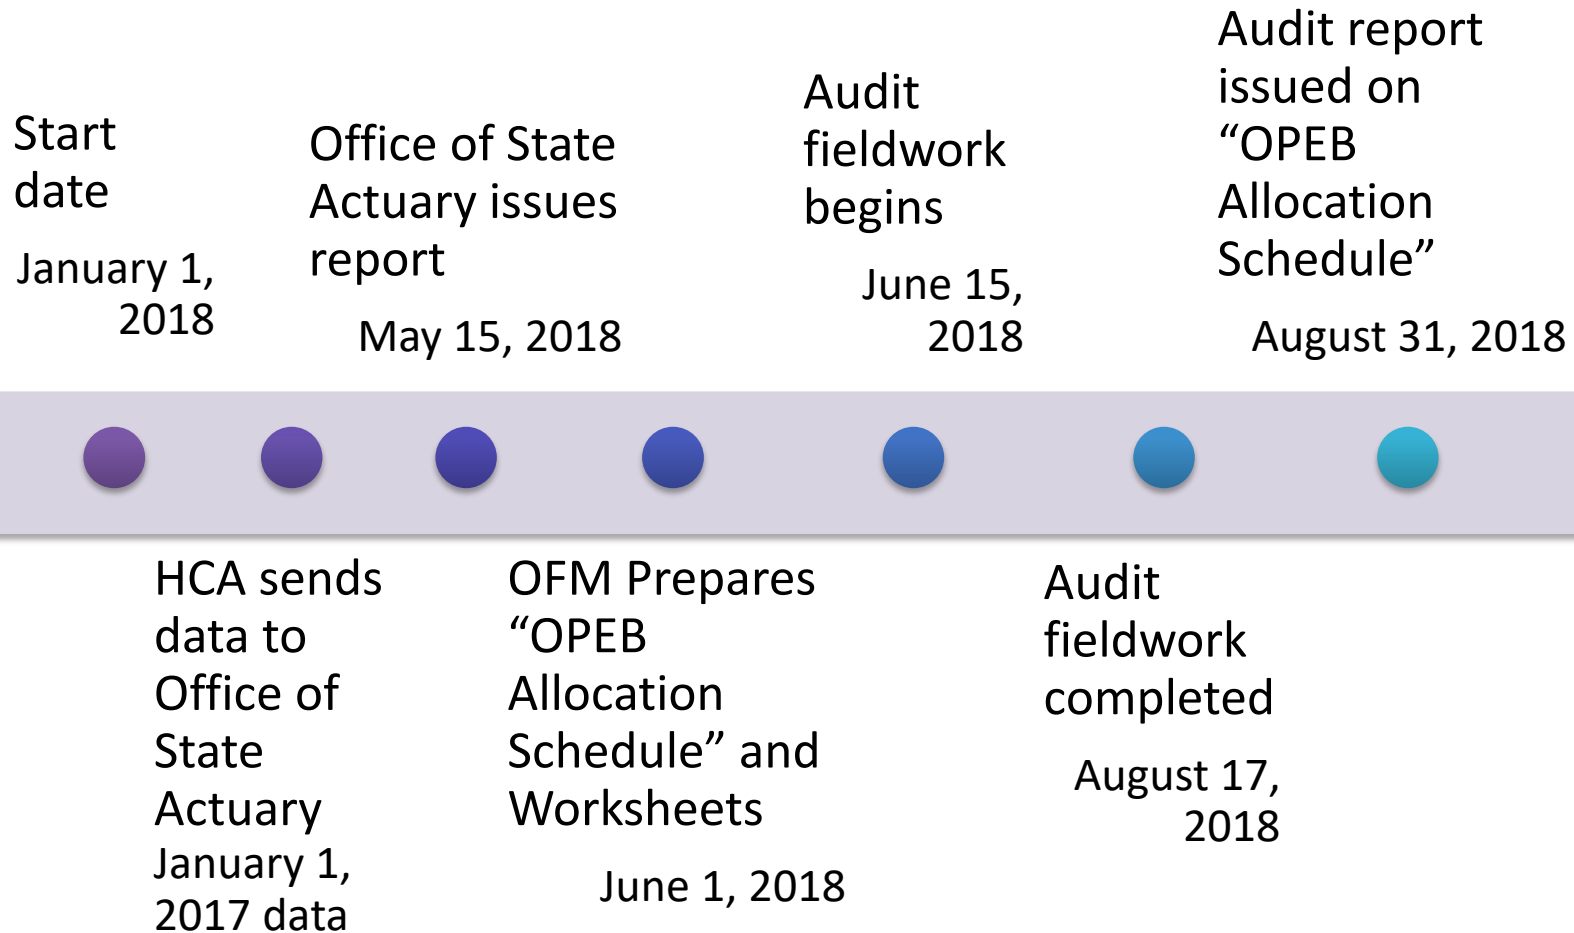 Start
date
January 1,
2018
Office of State
Actuary issues
report
May 15, 2018
Audit
fieldwork
begins
June 15,
2018
Audit report
issued on
“OPEB
Allocation
Schedule”
August 31, 2018
HCA sends
data to
Office of
State
Actuary
January 1,
2017 data
OFM Prepares
“OPEB
Allocation
Schedule” and
Worksheets
June 1, 2018
Audit
fieldwork
completed
August 17,
2018